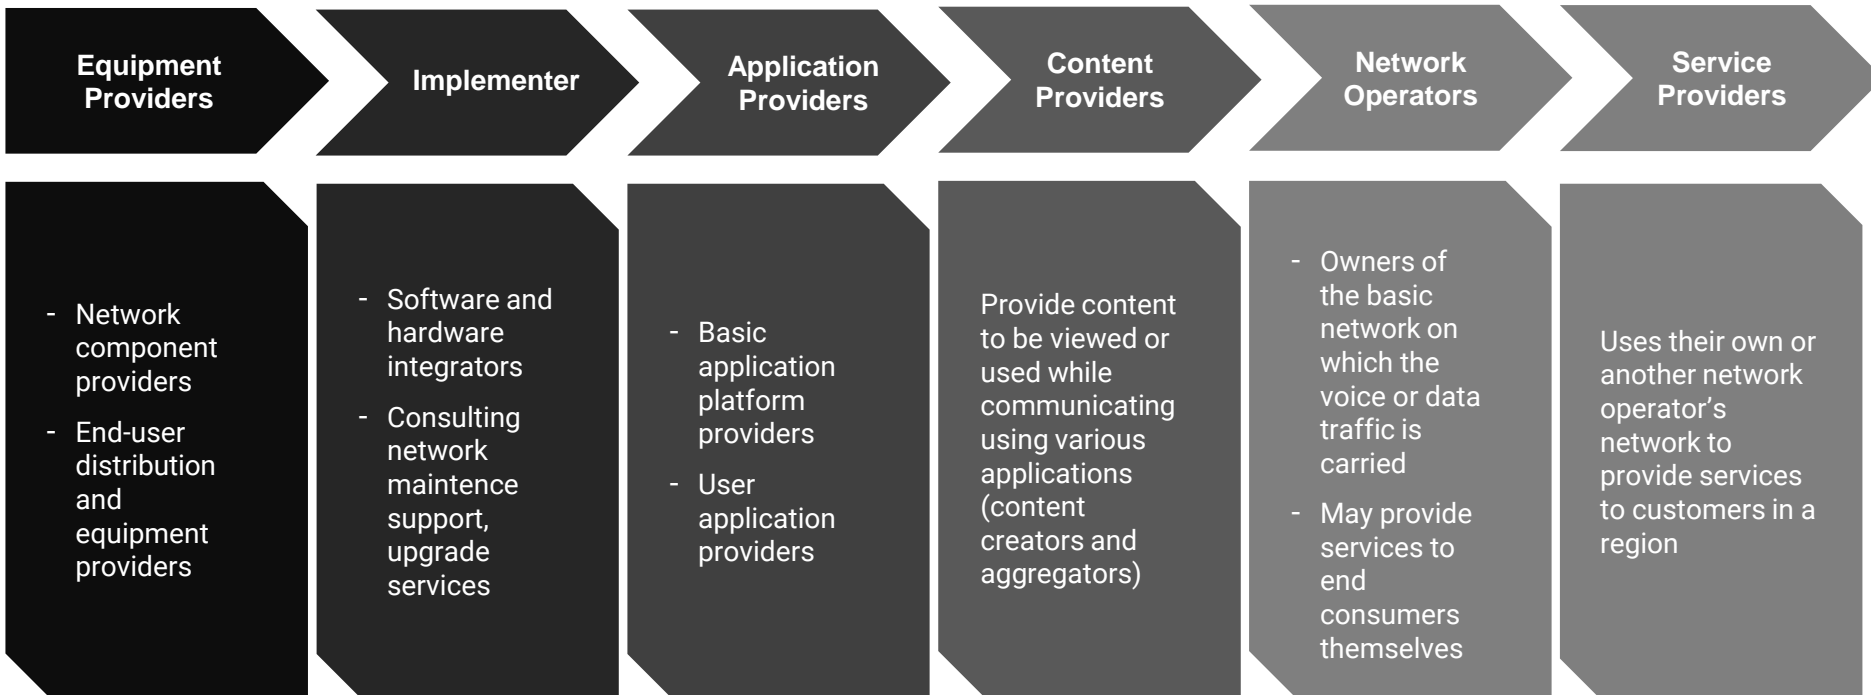 Equipment
Providers
Implementer
Application
Providers
Content
Providers
Network
Operators
Service
Providers
- Network
component
providers
- End-user
distribution
and
equipment
providers
- Software and
hardware
integrators
- Consulting
network
maintence
support,
upgrade
services
- Basic
application
platform
providers
- User
application
providers
Provide content
to be viewed or
used while
communicating
using various
applications
(content
creators and
aggregators)
- Owners of
the basic
network on
which the
voice or data
traffic is
carried
- May provide
services to
end
consumers
themselves
Uses their own or
another network
operator’s
network to
provide services
to customers in a
region